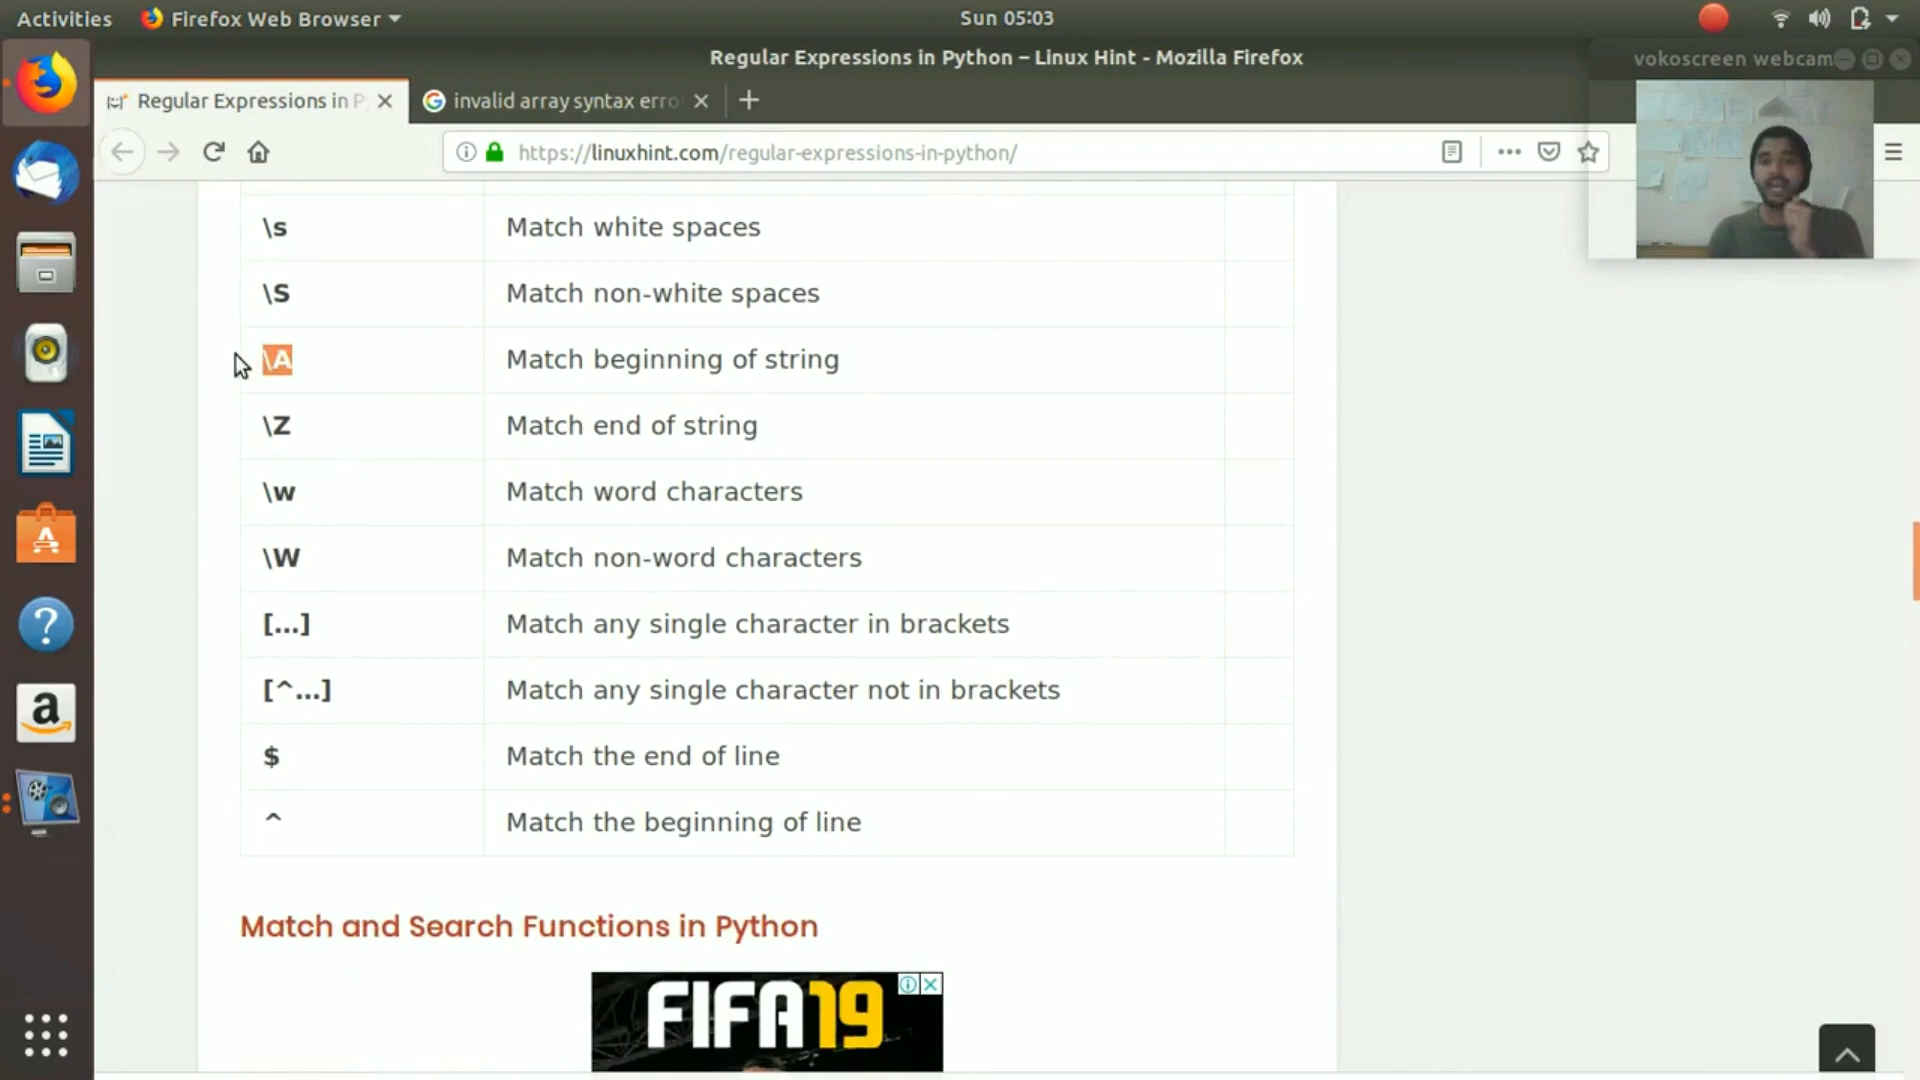 Activities
Firefox Web Browser
Sun 05:03
Regular Expressions in Python – Linux Hint - Mozilla Firefox
vokoscreen webcam
Regular Expressions in P
invalid array syntax erro
https://linuxhint.com/regular-expressions-in-python/
\s Match white spaces
\S Match non-white spaces
\A Match beginning of string
\Z Match end of string
\w Match word characters
\W Match non-word characters
[...] Match any single character in brackets
[^...] Match any single character not in brackets
$ Match the end of line
^ Match the beginning of line
Match and Search Functions in Python
FIFA19